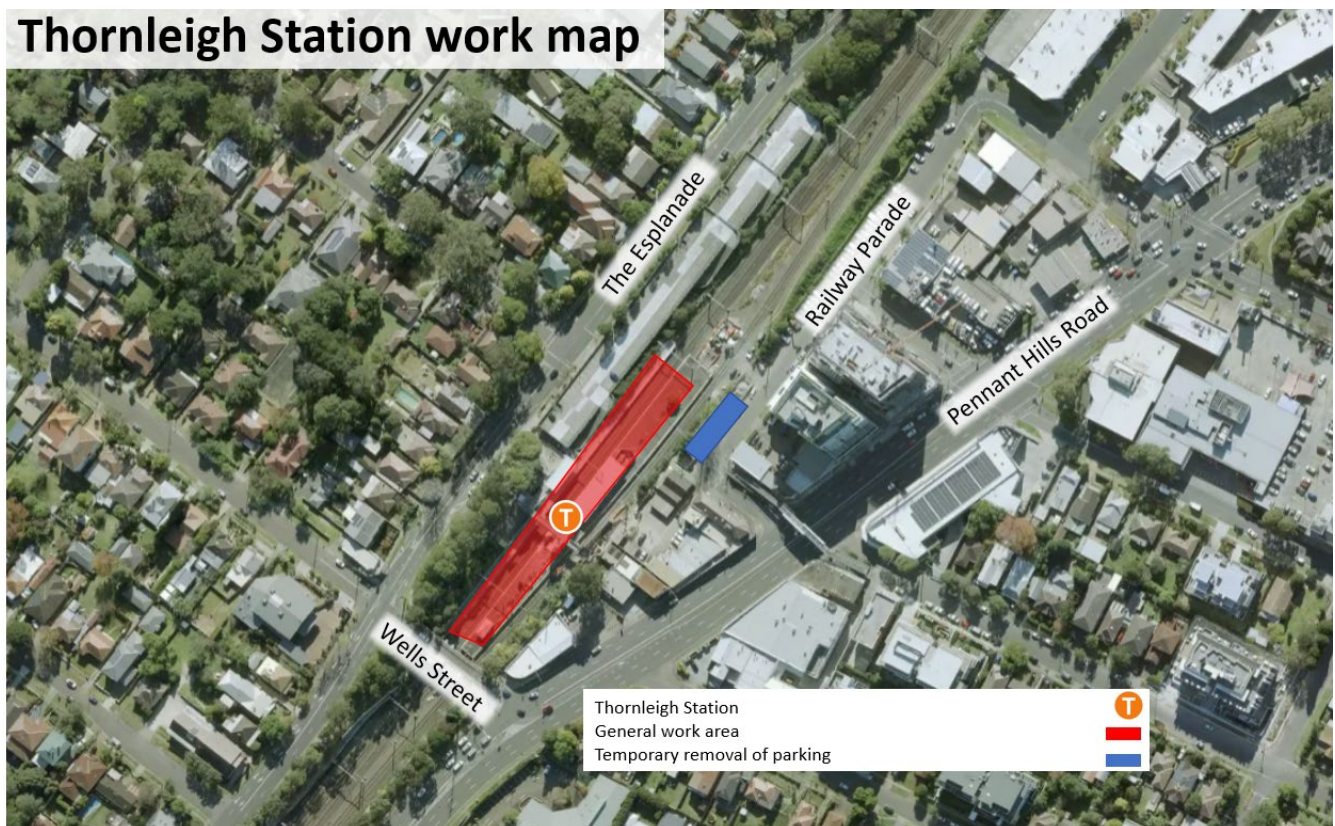 Thornleigh Station work map
The Esplanade
Railway Parade
Pennant Hills Road
T
Wells Street
Thornleigh Station T
General work area
Temporary removal of parking